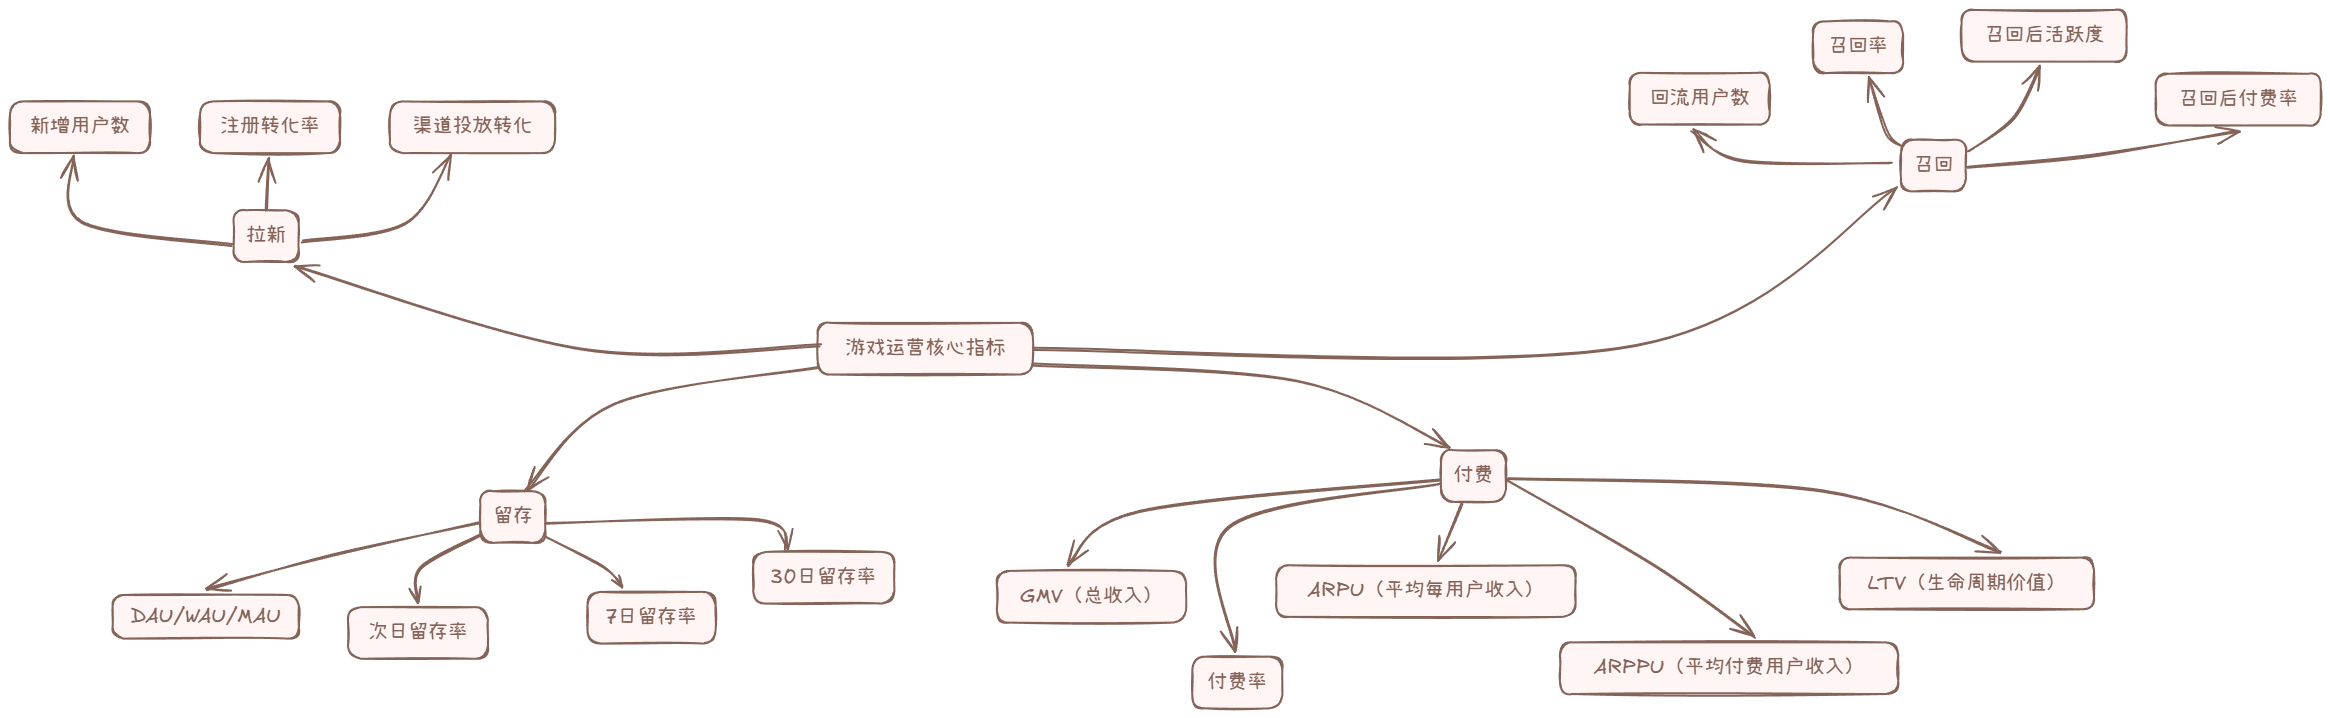 召回后活跃度
召回率
回流用户数
召回后付费率
新增用户数
注册转化率
渠道投放转化
召回
拉新
游戏运营核心指标
付费
留存
30日留存率
GMV（总收入）
ARPU（平均每用户收入）
LTV（生命周期价值）
DAU/WAU/MAU
次日留存率
7日留存率
付费率
ARPPU（平均付费用户收入）